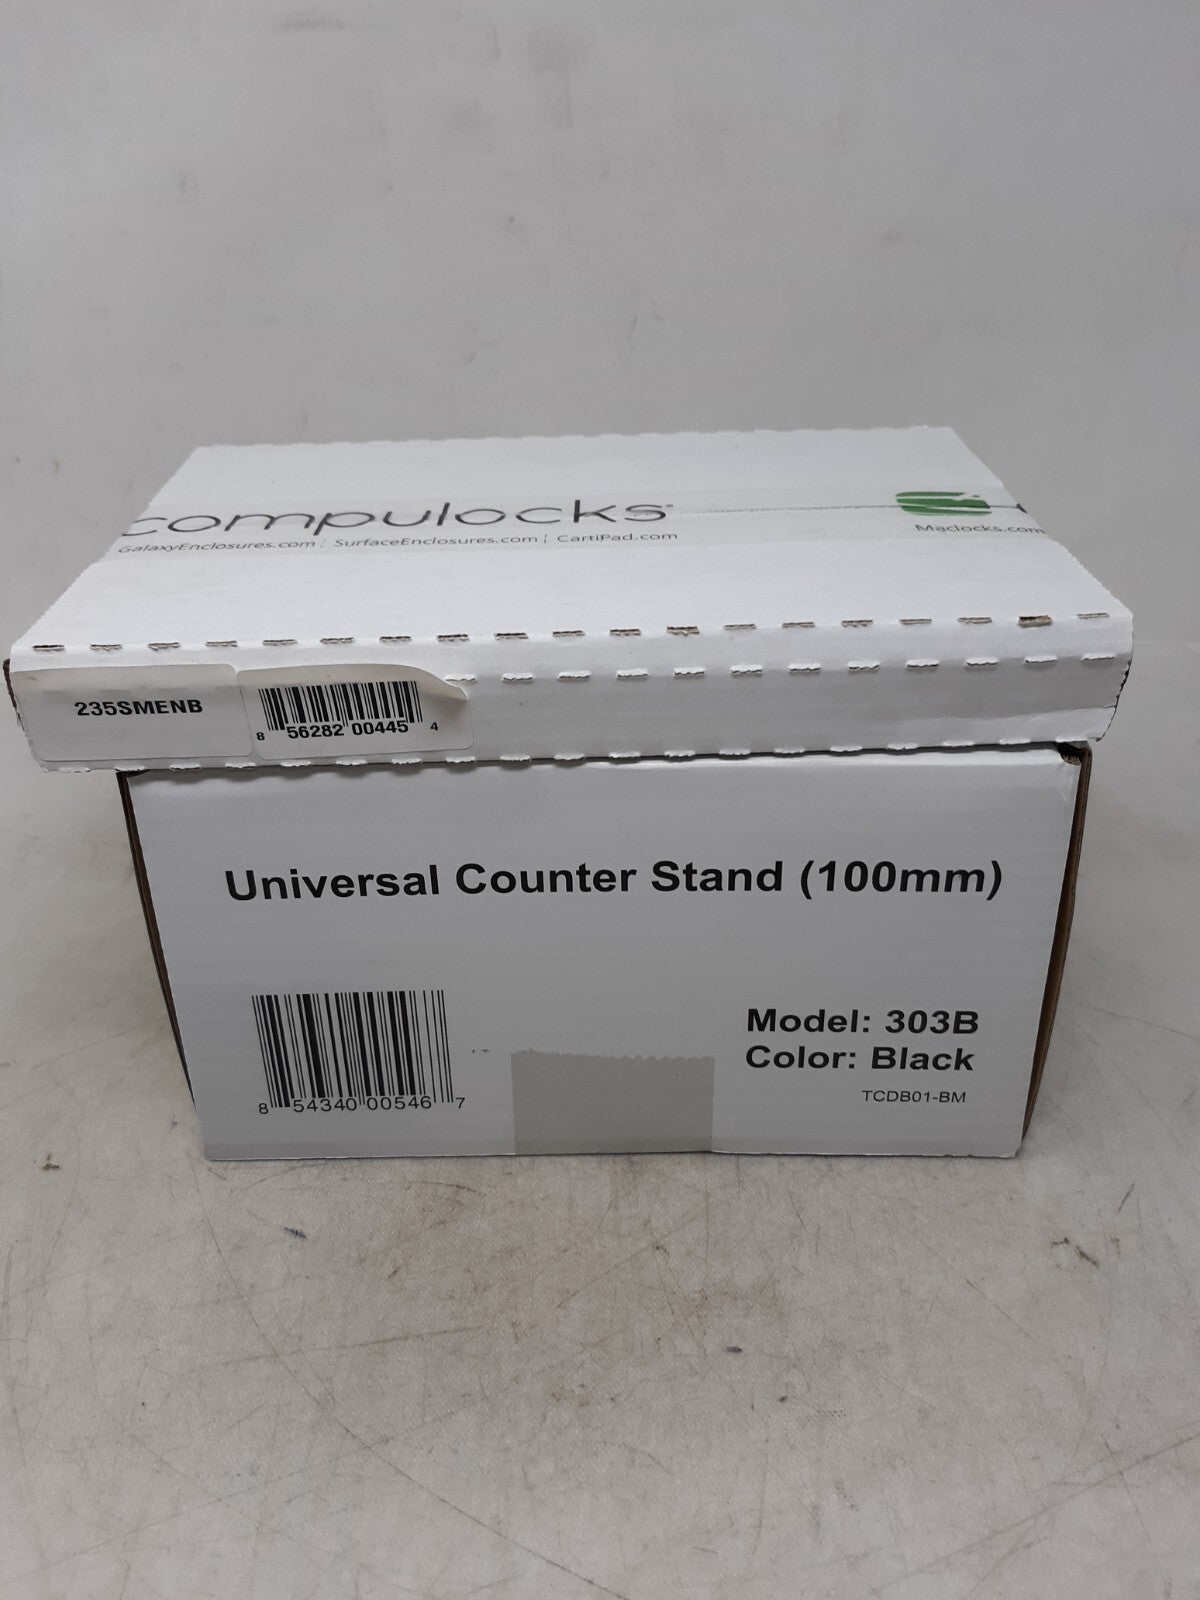 compulocks
GalaxyEnclosures.com | SurfaceEnclosures.com | CartiPad.com
Maclocks.com
235SMENB
8 56282 00445 4
Universal Counter Stand (100mm)
8 54340 00546 7
Model: 303B
Color: Black
TCDB01-BM